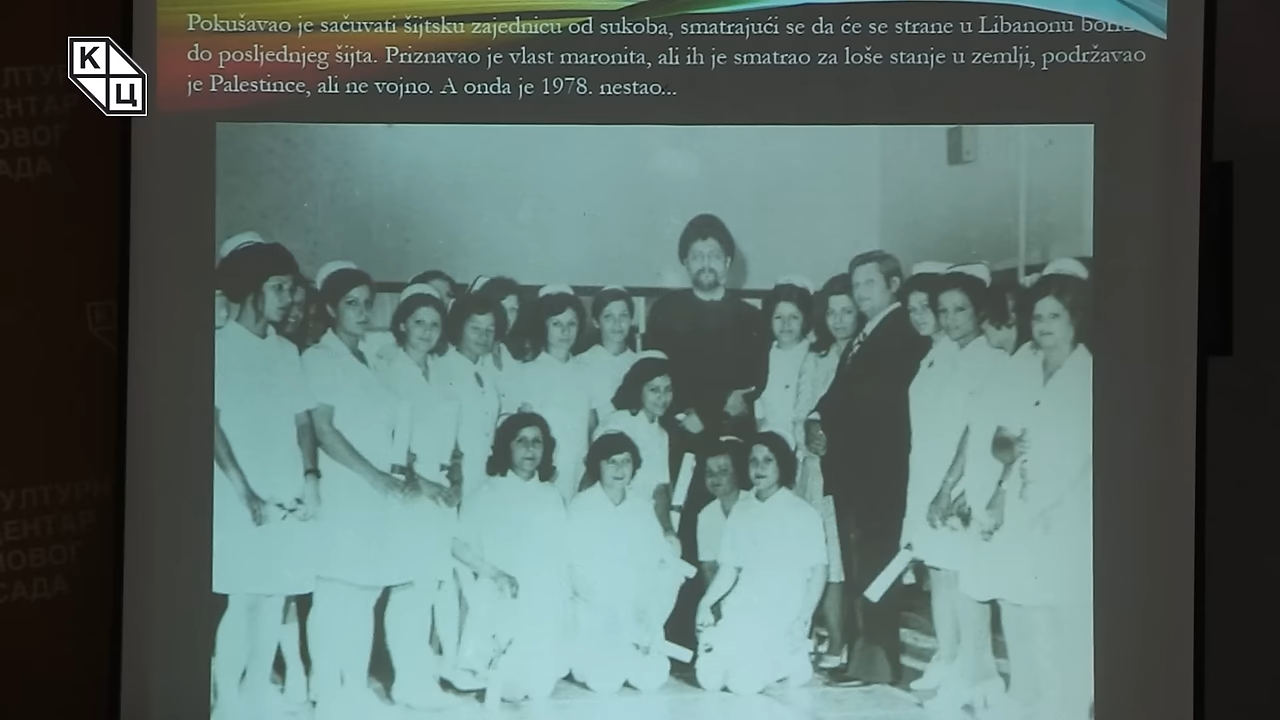 Pokušavao je sačuvati šijtsku zajednicu od sukoba, smatrajući se da će se strane u Libanonu
do posljednjeg šijta. Priznavao je vlast maronita, ali ih je smatrao za loše stanje u zemlji, podržavao
je Palestince, ali ne vojno. A onda je 1978. nestao...
К
Ц